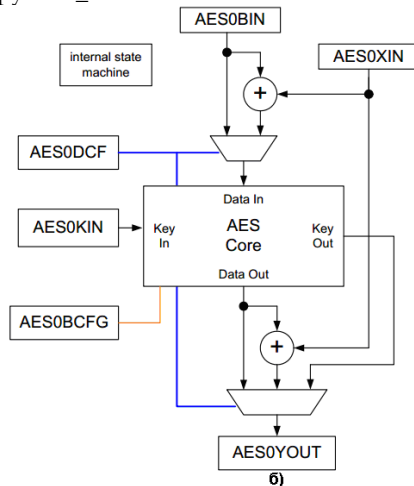 AES0BIN
internal state
machine
AES0XIN
+
AES0DCF
Data In
AES0KIN
Key
In
AES
Core
Key
Out
Data Out
AES0BCFG
+
AES0YOUT
б)